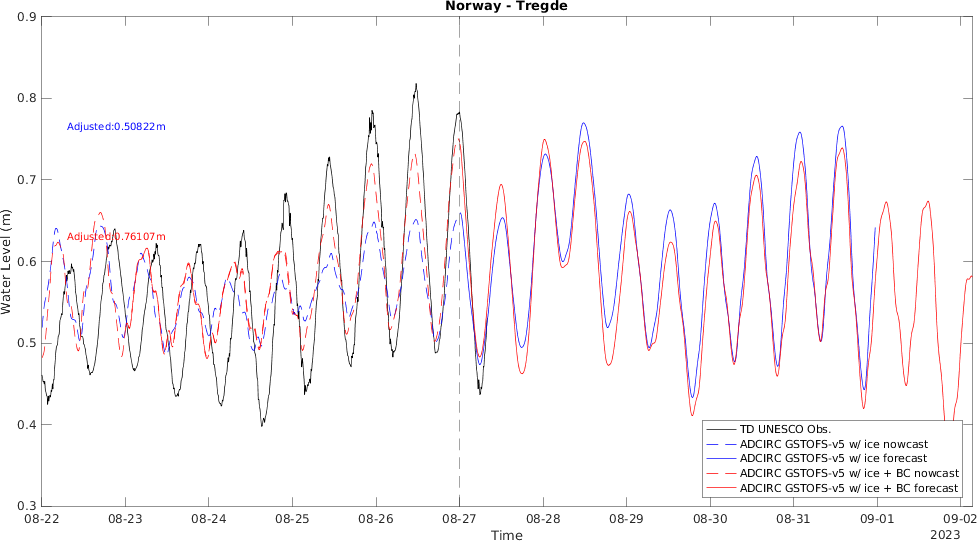 Norway - Tregde
0.9
0.8
0.7
0.6
0.5
0.4
0.3
Water Level (m)
Adjusted:0.50822m
Adjusted:0.76107m
TD UNESCO Obs.
ADCIRC GSTOFS-v5 w/ ice nowcast
ADCIRC GSTOFS-v5 w/ ice forecast
ADCIRC GSTOFS-v5 w/ ice + BC nowcast
ADCIRC GSTOFS-v5 w/ ice + BC forecast
08-22 08-23 08-24 08-25 08-26 08-27 08-28 08-29 08-30 08-31 09-01 09-02
Time
2023